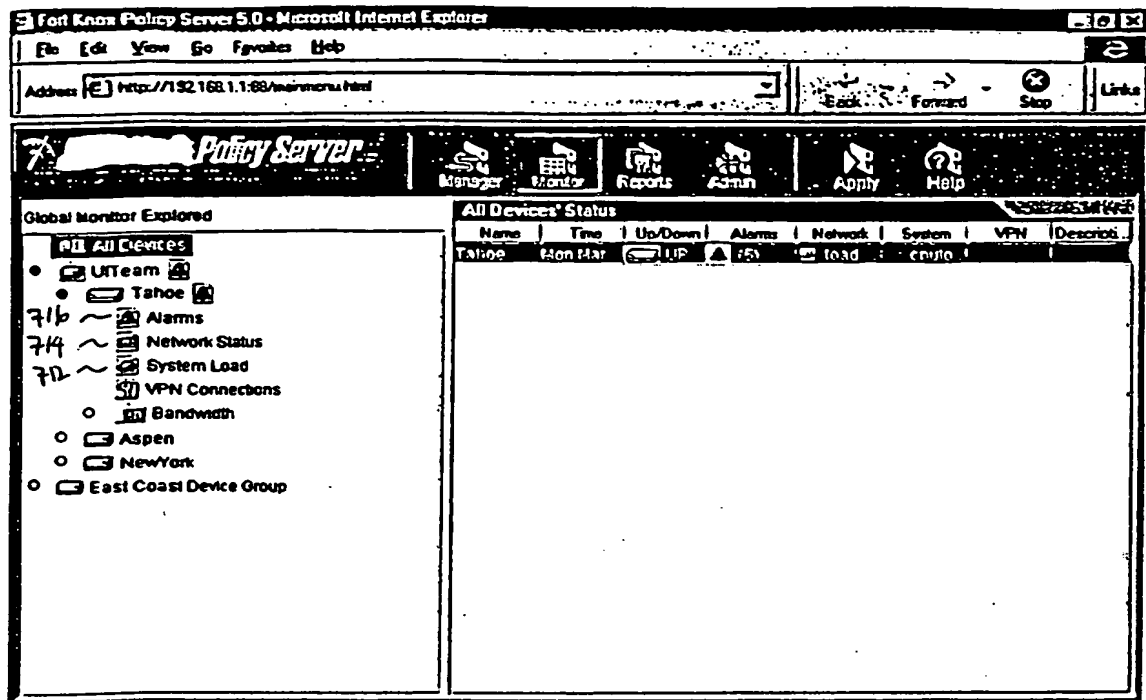 Fort Knox Policy Server 5.0 - Microsoft Internet Explorer
File Edit View Go Favorites Help
Address http://192.168.1.1:88/mainmenu.html
Back Forward Stop Links
Policy Server
Manager Monitor Reports Admin Apply Help
Global Monitor Explored
All Devices' Status
Name Time Up/Down Alarms Network System VPN Descripti...
All Devices
Tahoe Mon Mar UP load
UITeam
Tahoe
716 Alarms
714 Network Status
712 System Load
VPN Connections
Bandwidth
Aspen
NewYork
East Coast Device Group